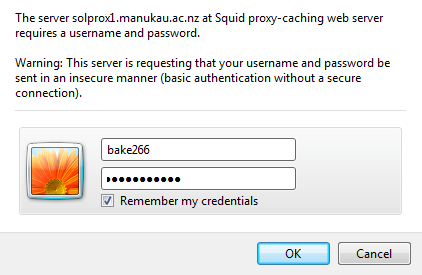 The server solprox1.manukau.ac.nz at Squid proxy-caching web server
requires a username and password.
Warning: This server is requesting that your username and password be
sent in an insecure manner (basic authentication without a secure
connection).
bake266
●●●●●●●●●●●
Remember my credentials
OK Cancel